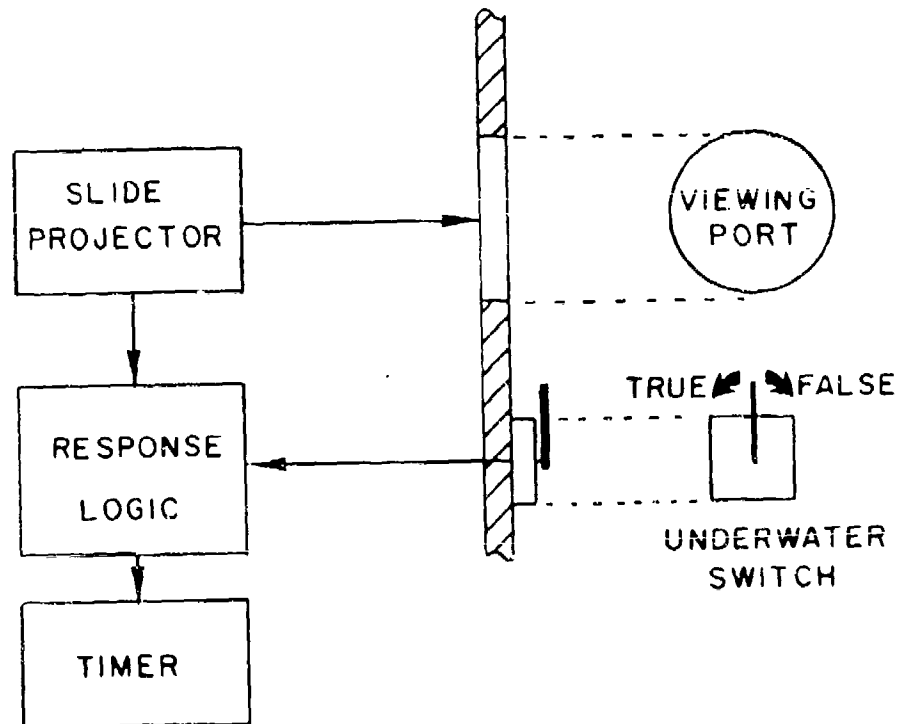 SLIDE
PROJECTOR
VIEWING
PORT
TRUE
FALSE
RESPONSE
LOGIC
UNDERWATER
SWITCH
TIMER